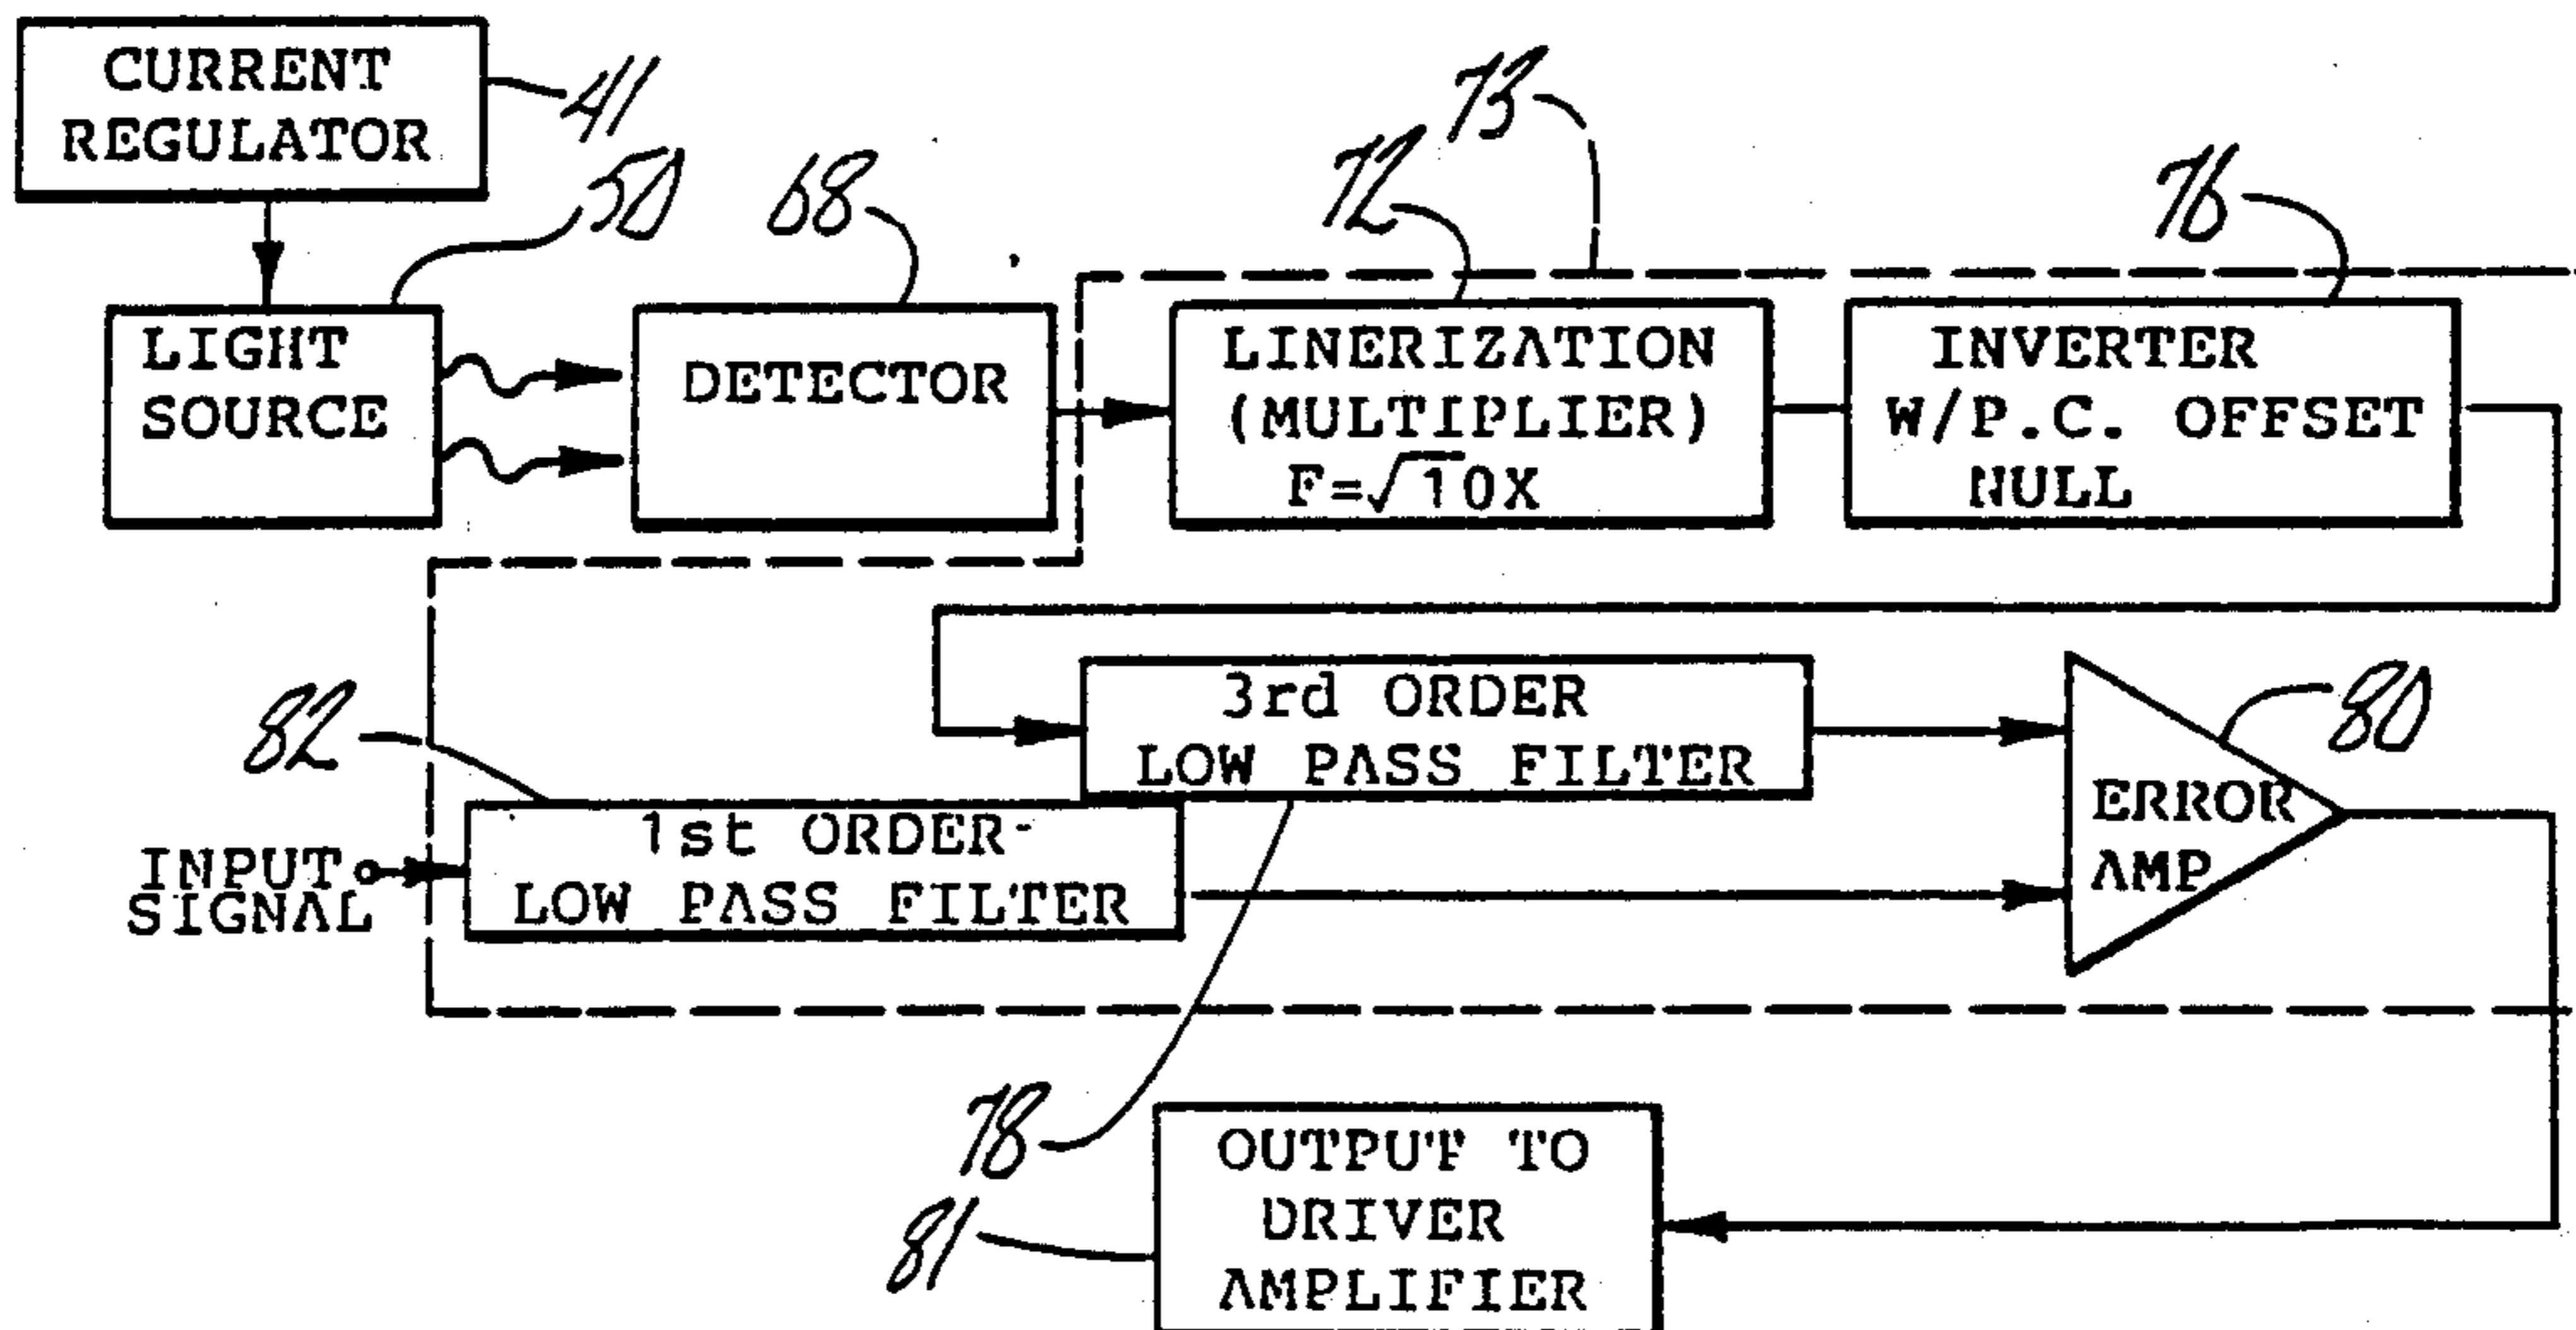 CURRENT
REGULATOR
41
50
68
73
72
76
LIGHT
SOURCE
DETECTOR
LINERIZATION
(MULTIPLIER)
F=√10X
INVERTER
W/P.C. OFFSET
NULL
82
3rd ORDER
LOW PASS FILTER
80
ERROR
AMP
1st ORDER-
LOW PASS FILTER
INPUT
SIGNAL
78
81
OUTPUT TO
DRIVER
AMPLIFIER